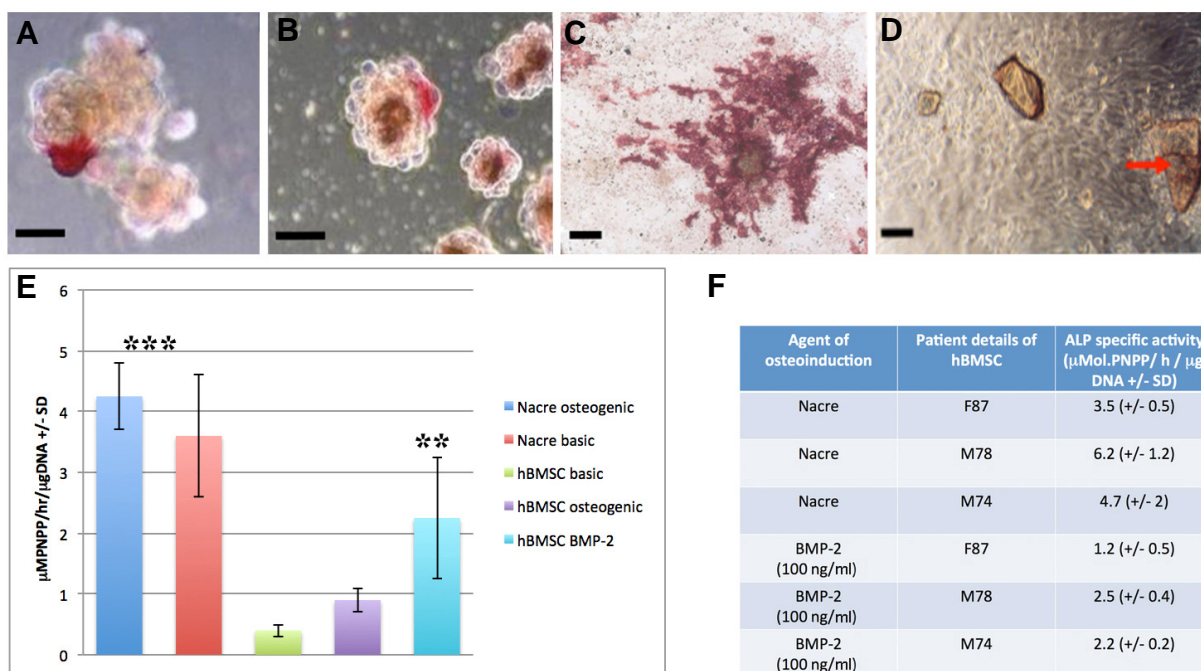 A
B
C
D
E
6
5
4
3
2
1
0
µMPNPP/hr/µgDNA +/- SD
***
**
Nacre osteogenic
Nacre basic
hBMSC basic
hBMSC osteogenic
hBMSC BMP-2
F
Agent of
osteoinduction
Patient details of
hBMSC
ALP specific activity
(µMol.PNPP/ h / µg
DNA +/- SD)
Nacre
F87
3.5 (+/- 0.5)
Nacre
M78
6.2 (+/- 1.2)
Nacre
M74
4.7 (+/- 2)
BMP-2
(100 ng/ml)
F87
1.2 (+/- 0.5)
BMP-2
(100 ng/ml)
M78
2.5 (+/- 0.4)
BMP-2
(100 ng/ml)
M74
2.2 (+/- 0.2)